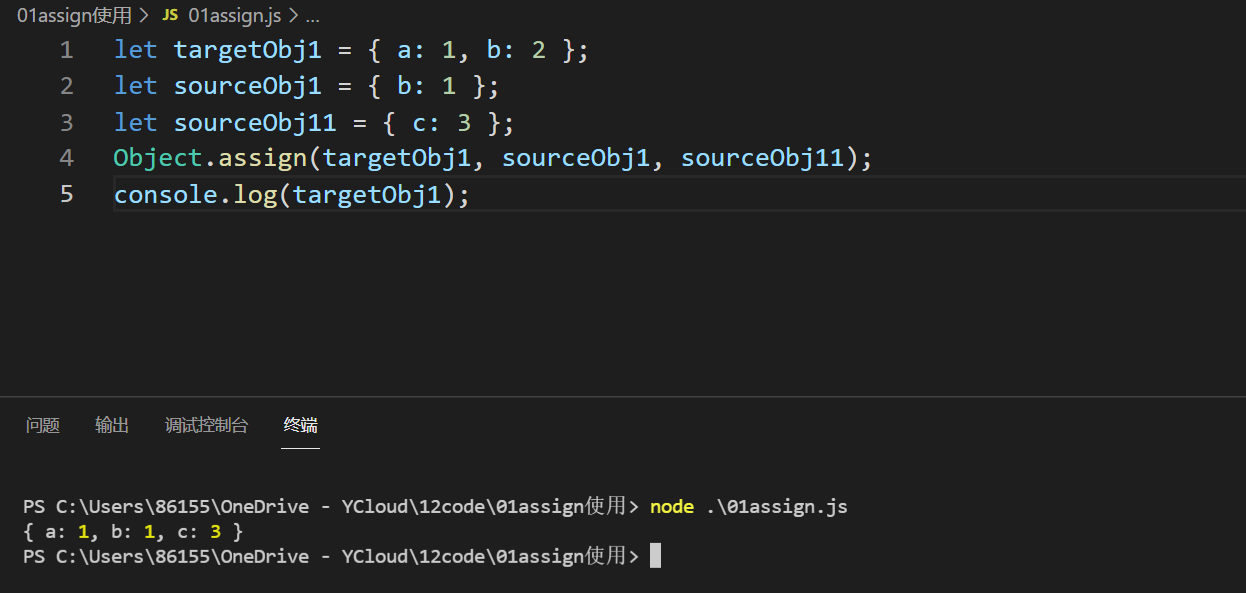 01assign使用 > JS 01assign.js > ...
1 let targetObj1 = { a: 1, b: 2 };
2 let sourceObj1 = { b: 1 };
3 let sourceObj11 = { c: 3 };
4 Object.assign(targetObj1, sourceObj1, sourceObj11);
5 console.log(targetObj1);
问题 输出 调试控制台 终端
PS C:\Users\86155\OneDrive - YCloud\12code\01assign使用> node .\01assign.js
{ a: 1, b: 1, c: 3 }
PS C:\Users\86155\OneDrive - YCloud\12code\01assign使用>